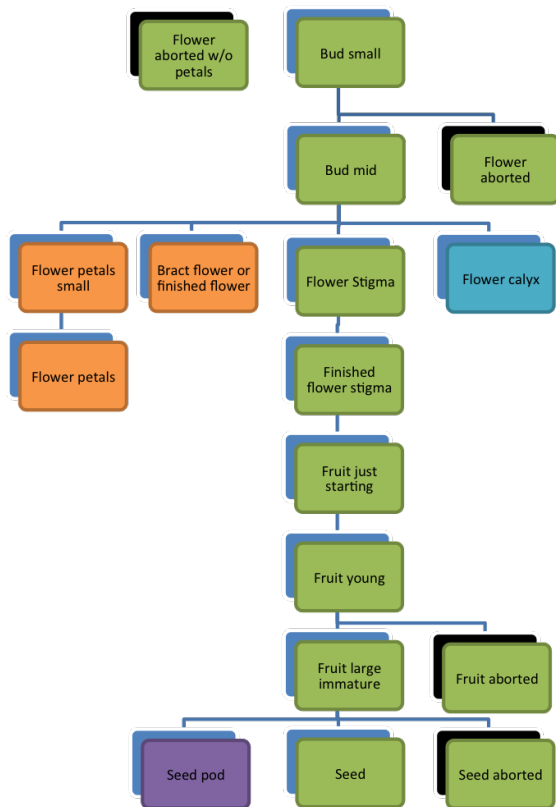 Flower
aborted w/o
petals
Bud small
Bud mid
Flower
aborted
Flower petals
small
Bract flower or
finished flower
Flower Stigma
Flower calyx
Flower petals
Finished
flower stigma
Fruit just
starting
Fruit young
Fruit large
immature
Fruit aborted
Seed pod
Seed
Seed aborted